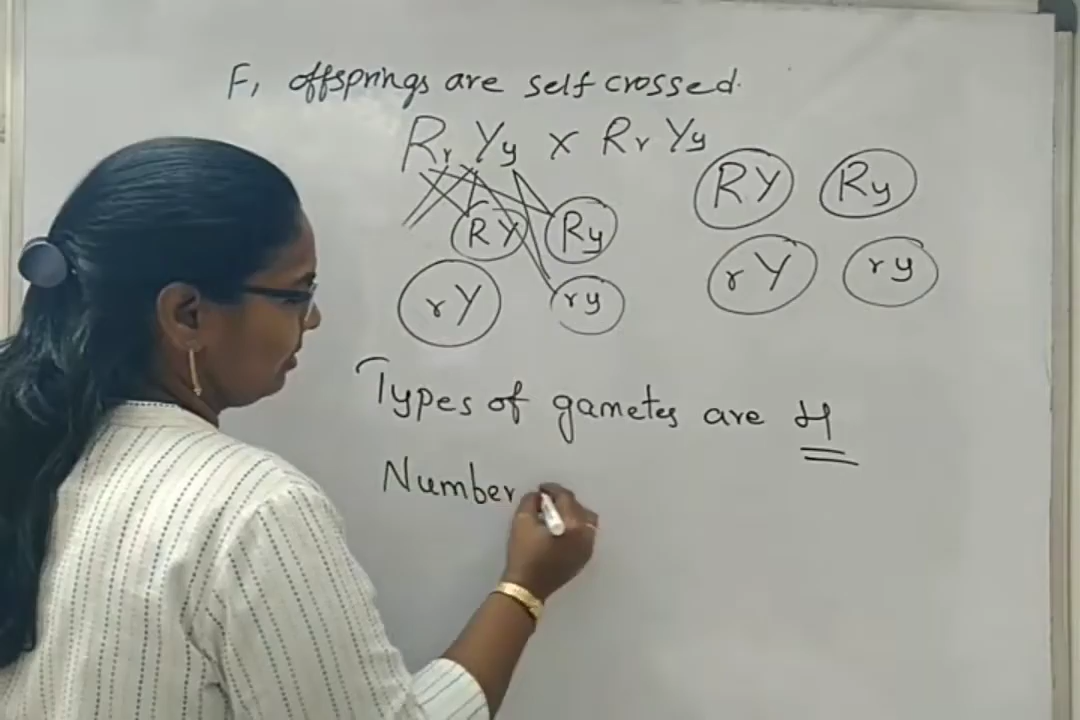 F1 offsprings are self crossed.
Rr Yy x Rr Yy
RY Ry RY Ry
rY ry rY ry
Types of gametes are 4
Number